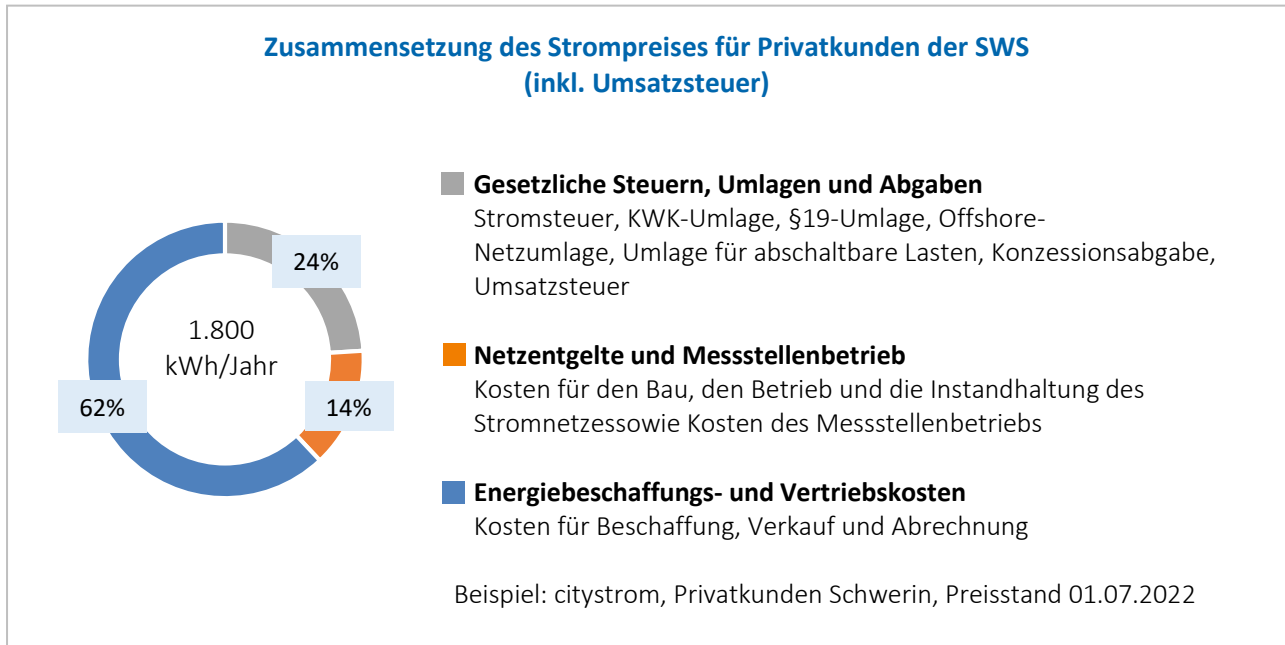 Zusammensetzung des Strompreises für Privatkunden der SWS
(inkl. Umsatzsteuer)
24%
1.800
kWh/Jahr
62%
14%
Gesetzliche Steuern, Umlagen und Abgaben
Stromsteuer, KWK-Umlage, §19-Umlage, Offshore-
Netzumlage, Umlage für abschaltbare Lasten, Konzessionsabgabe,
Umsatzsteuer
Netzentgelte und Messstellenbetrieb
Kosten für den Bau, den Betrieb und die Instandhaltung des
Stromnetzessowie Kosten des Messstellenbetriebs
Energiebeschaffungs- und Vertriebskosten
Kosten für Beschaffung, Verkauf und Abrechnung
Beispiel: citystrom, Privatkunden Schwerin, Preisstand 01.07.2022